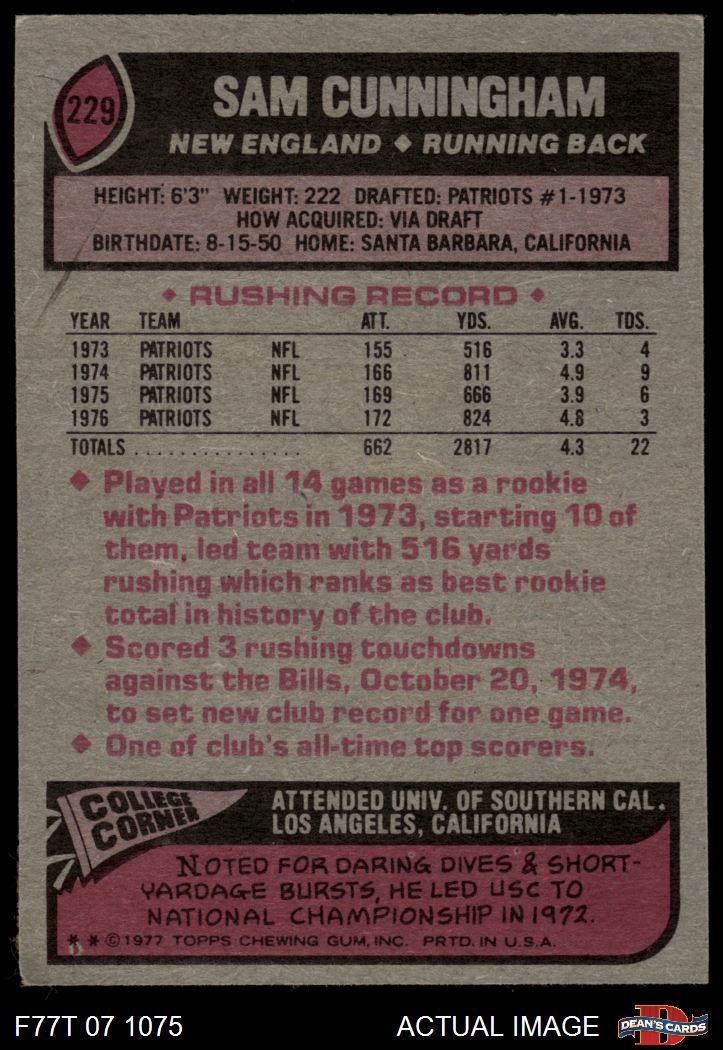 229
SAM CUNNINGHAM
NEW ENGLAND ♦ RUNNING BACK
HEIGHT: 6'3" WEIGHT: 222 DRAFTED: PATRIOTS #1-1973
HOW ACQUIRED: VIA DRAFT
BIRTHDATE: 8-15-50 HOME: SANTA BARBARA, CALIFORNIA
♦ RUSHING RECORD ♦
YEAR TEAM ATT. YDS. AVG. TDS.
1973 PATRIOTS NFL 155 516 3.3 4
1974 PATRIOTS NFL 166 811 4.9 9
1975 PATRIOTS NFL 169 666 3.9 6
1976 PATRIOTS NFL 172 824 4.8 3
TOTALS . . . . . . . . . . . . . . . 662 2817 4.3 22
♦ Played in all 14 games as a rookie
with Patriots in 1973, starting 10 of
them, led team with 516 yards
rushing which ranks as best rookie
total in history of the club.
♦ Scored 3 rushing touchdowns
against the Bills, October 20, 1974,
to set new club record for one game.
♦ One of club's all-time top scorers.
COLLEGE
CORNER
ATTENDED UNIV. OF SOUTHERN CAL.
LOS ANGELES, CALIFORNIA
NOTED FOR DARING DIVES & SHORT-
YARDAGE BURSTS, HE LED USC TO
NATIONAL CHAMPIONSHIP IN 1972.
* * © 1977 TOPPS CHEWING GUM, INC. PRTD. IN U.S.A.
F77T 07 1075 ACTUAL IMAGE
D
DEAN'S CARDS